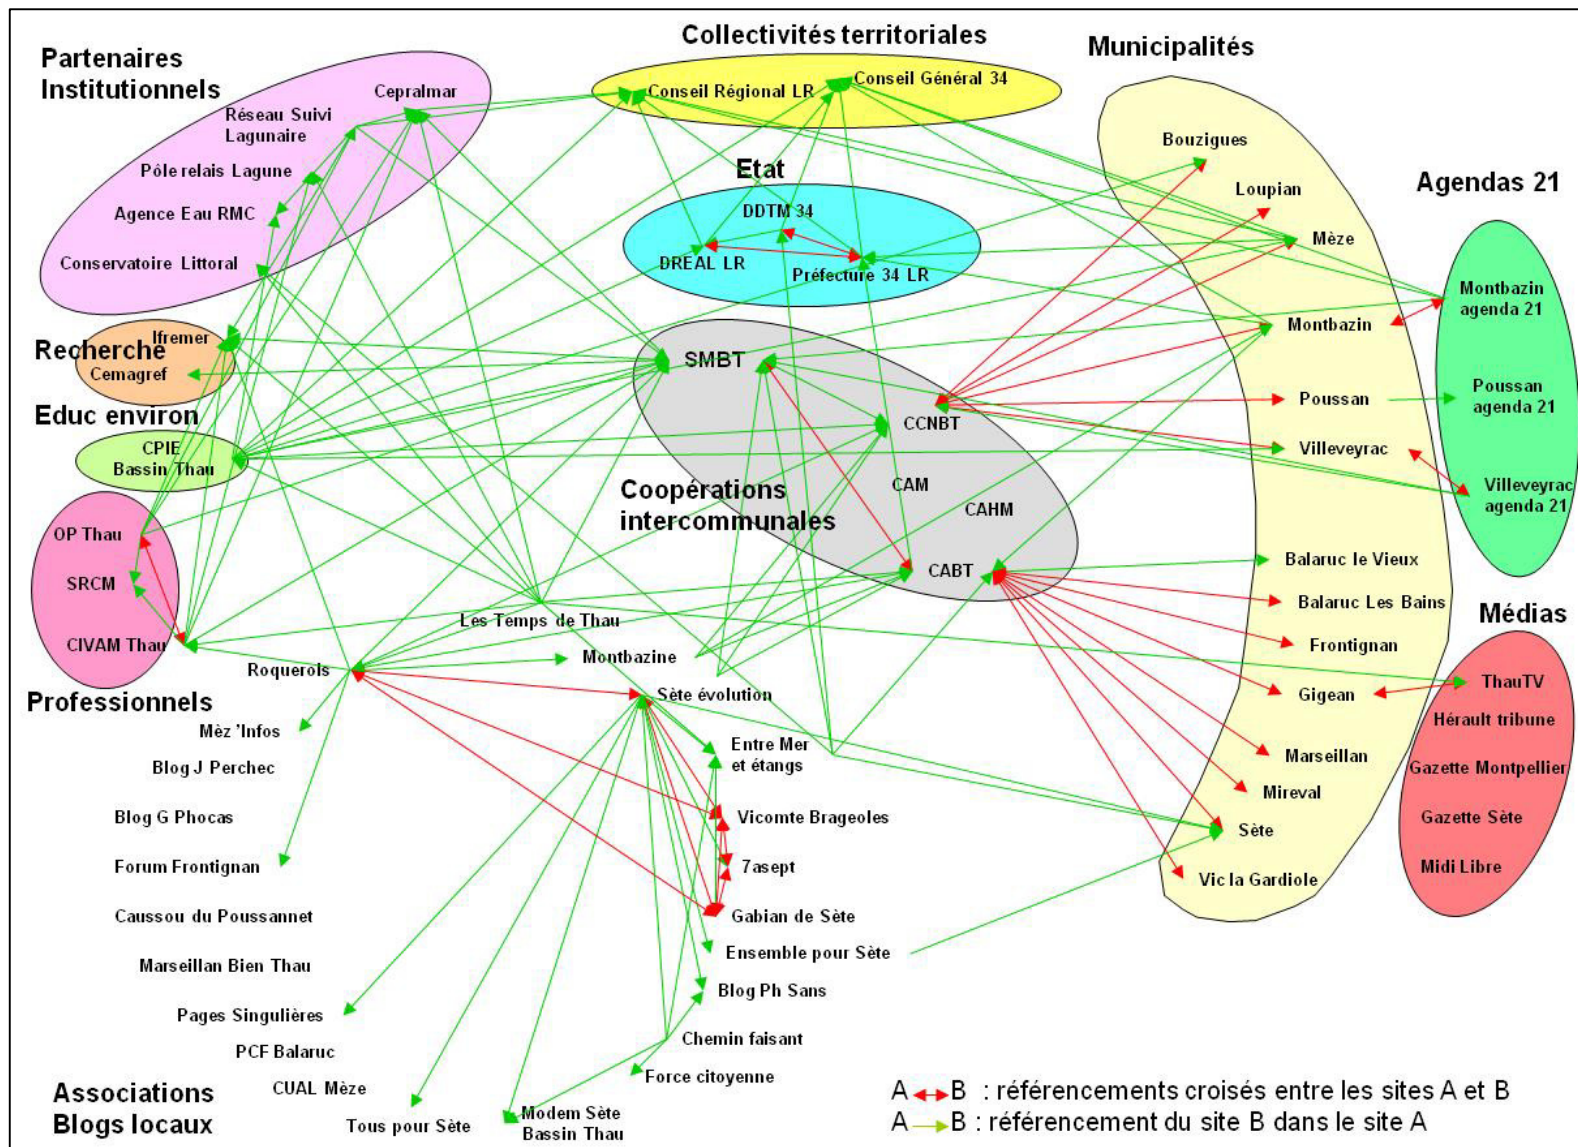 Partenaires
Institutionnels
Cepralmar
Réseau Suivi
Lagunaire
Pôle relais Lagune
Agence Eau RMC
Conservatoire Littoral
Collectivités territoriales
Conseil Régional LR
Conseil Général 34
Etat
DDTM 34
DREAL LR
Préfecture 34 LR
Municipalités
Bouzigues
Loupian
Mèze
Montbazin
Poussan
Villeveyrac
Balaruc le Vieux
Balaruc Les Bains
Frontignan
Gigean
Marseillan
Mireval
Sète
Vic la Gardiole
Agendas 21
Montbazin
agenda 21
Poussan
agenda 21
Villeveyrac
agenda 21
Médias
ThauTV
Hérault tribune
Gazette Montpellier
Gazette Sète
Midi Libre
Recherche
Ifremer
Cemagref
Educ environ
CPIE
Bassin Thau
OP Thau
SRCM
CIVAM Thau
Professionnels
SMBT
CCNBT
CAM
CAHM
CABT
Coopérations
intercommunales
Les Temps de Thau
Roquerols
Montbazine
Sète évolution
Mèz 'Infos
Blog J Perchec
Blog G Phocas
Forum Frontignan
Caussou du Poussannet
Marseillan Bien Thau
Pages Singulières
PCF Balaruc
CUAL Mèze
Tous pour Sète
Modem Sète
Bassin Thau
Entre Mer
et étangs
Vicomte Brageoles
7asept
Gabian de Sète
Ensemble pour Sète
Blog Ph Sans
Chemin faisant
Force citoyenne
Associations
Blogs locaux
A B : référencements croisés entre les sites A et B
A B : référencement du site B dans le site A